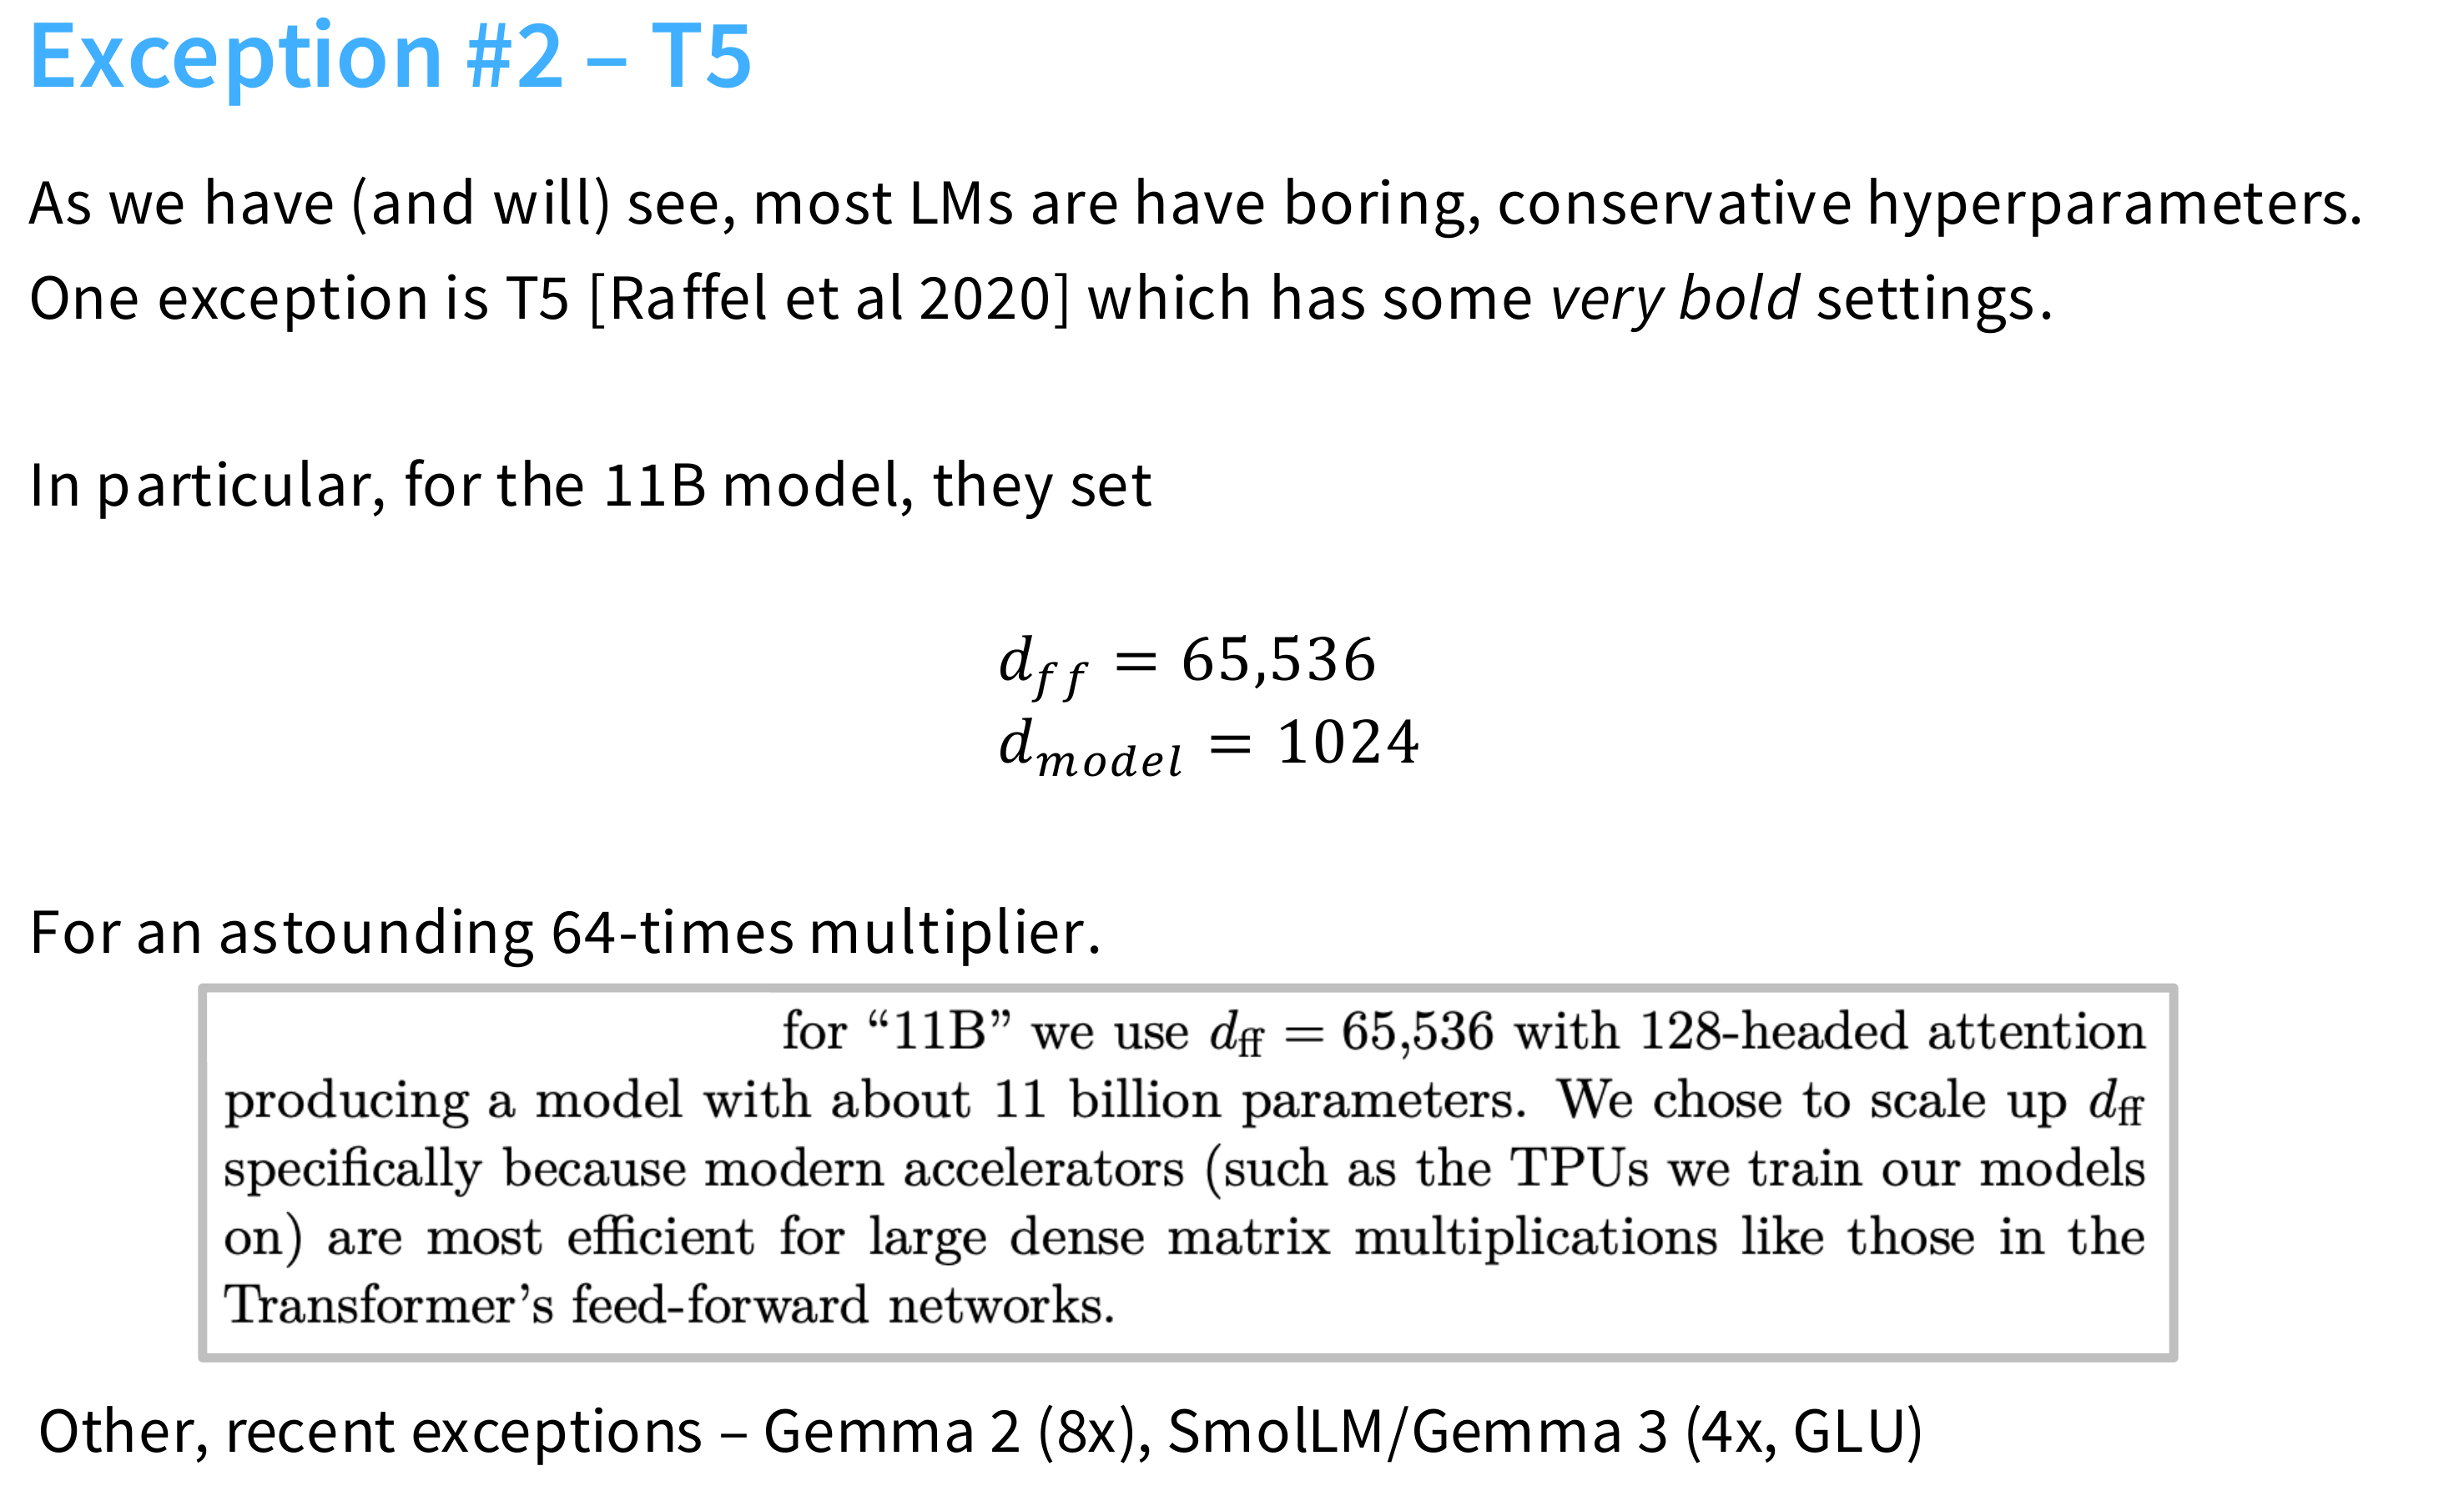 Exception #2 – T5
As we have (and will) see, most LMs are have boring, conservative hyperparameters.
One exception is T5 [Raffel et al 2020] which has some very bold settings.
In particular, for the 11B model, they set
d_{ff} = 65,536
d_{model} = 1024
For an astounding 64-times multiplier.
for “11B” we use d_{ff} = 65,536 with 128-headed attention
producing a model with about 11 billion parameters. We chose to scale up d_{ff}
specifically because modern accelerators (such as the TPUs we train our models
on) are most efficient for large dense matrix multiplications like those in the
Transformer’s feed-forward networks.
Other, recent exceptions – Gemma 2 (8x), SmolLM/Gemma 3 (4x, GLU)